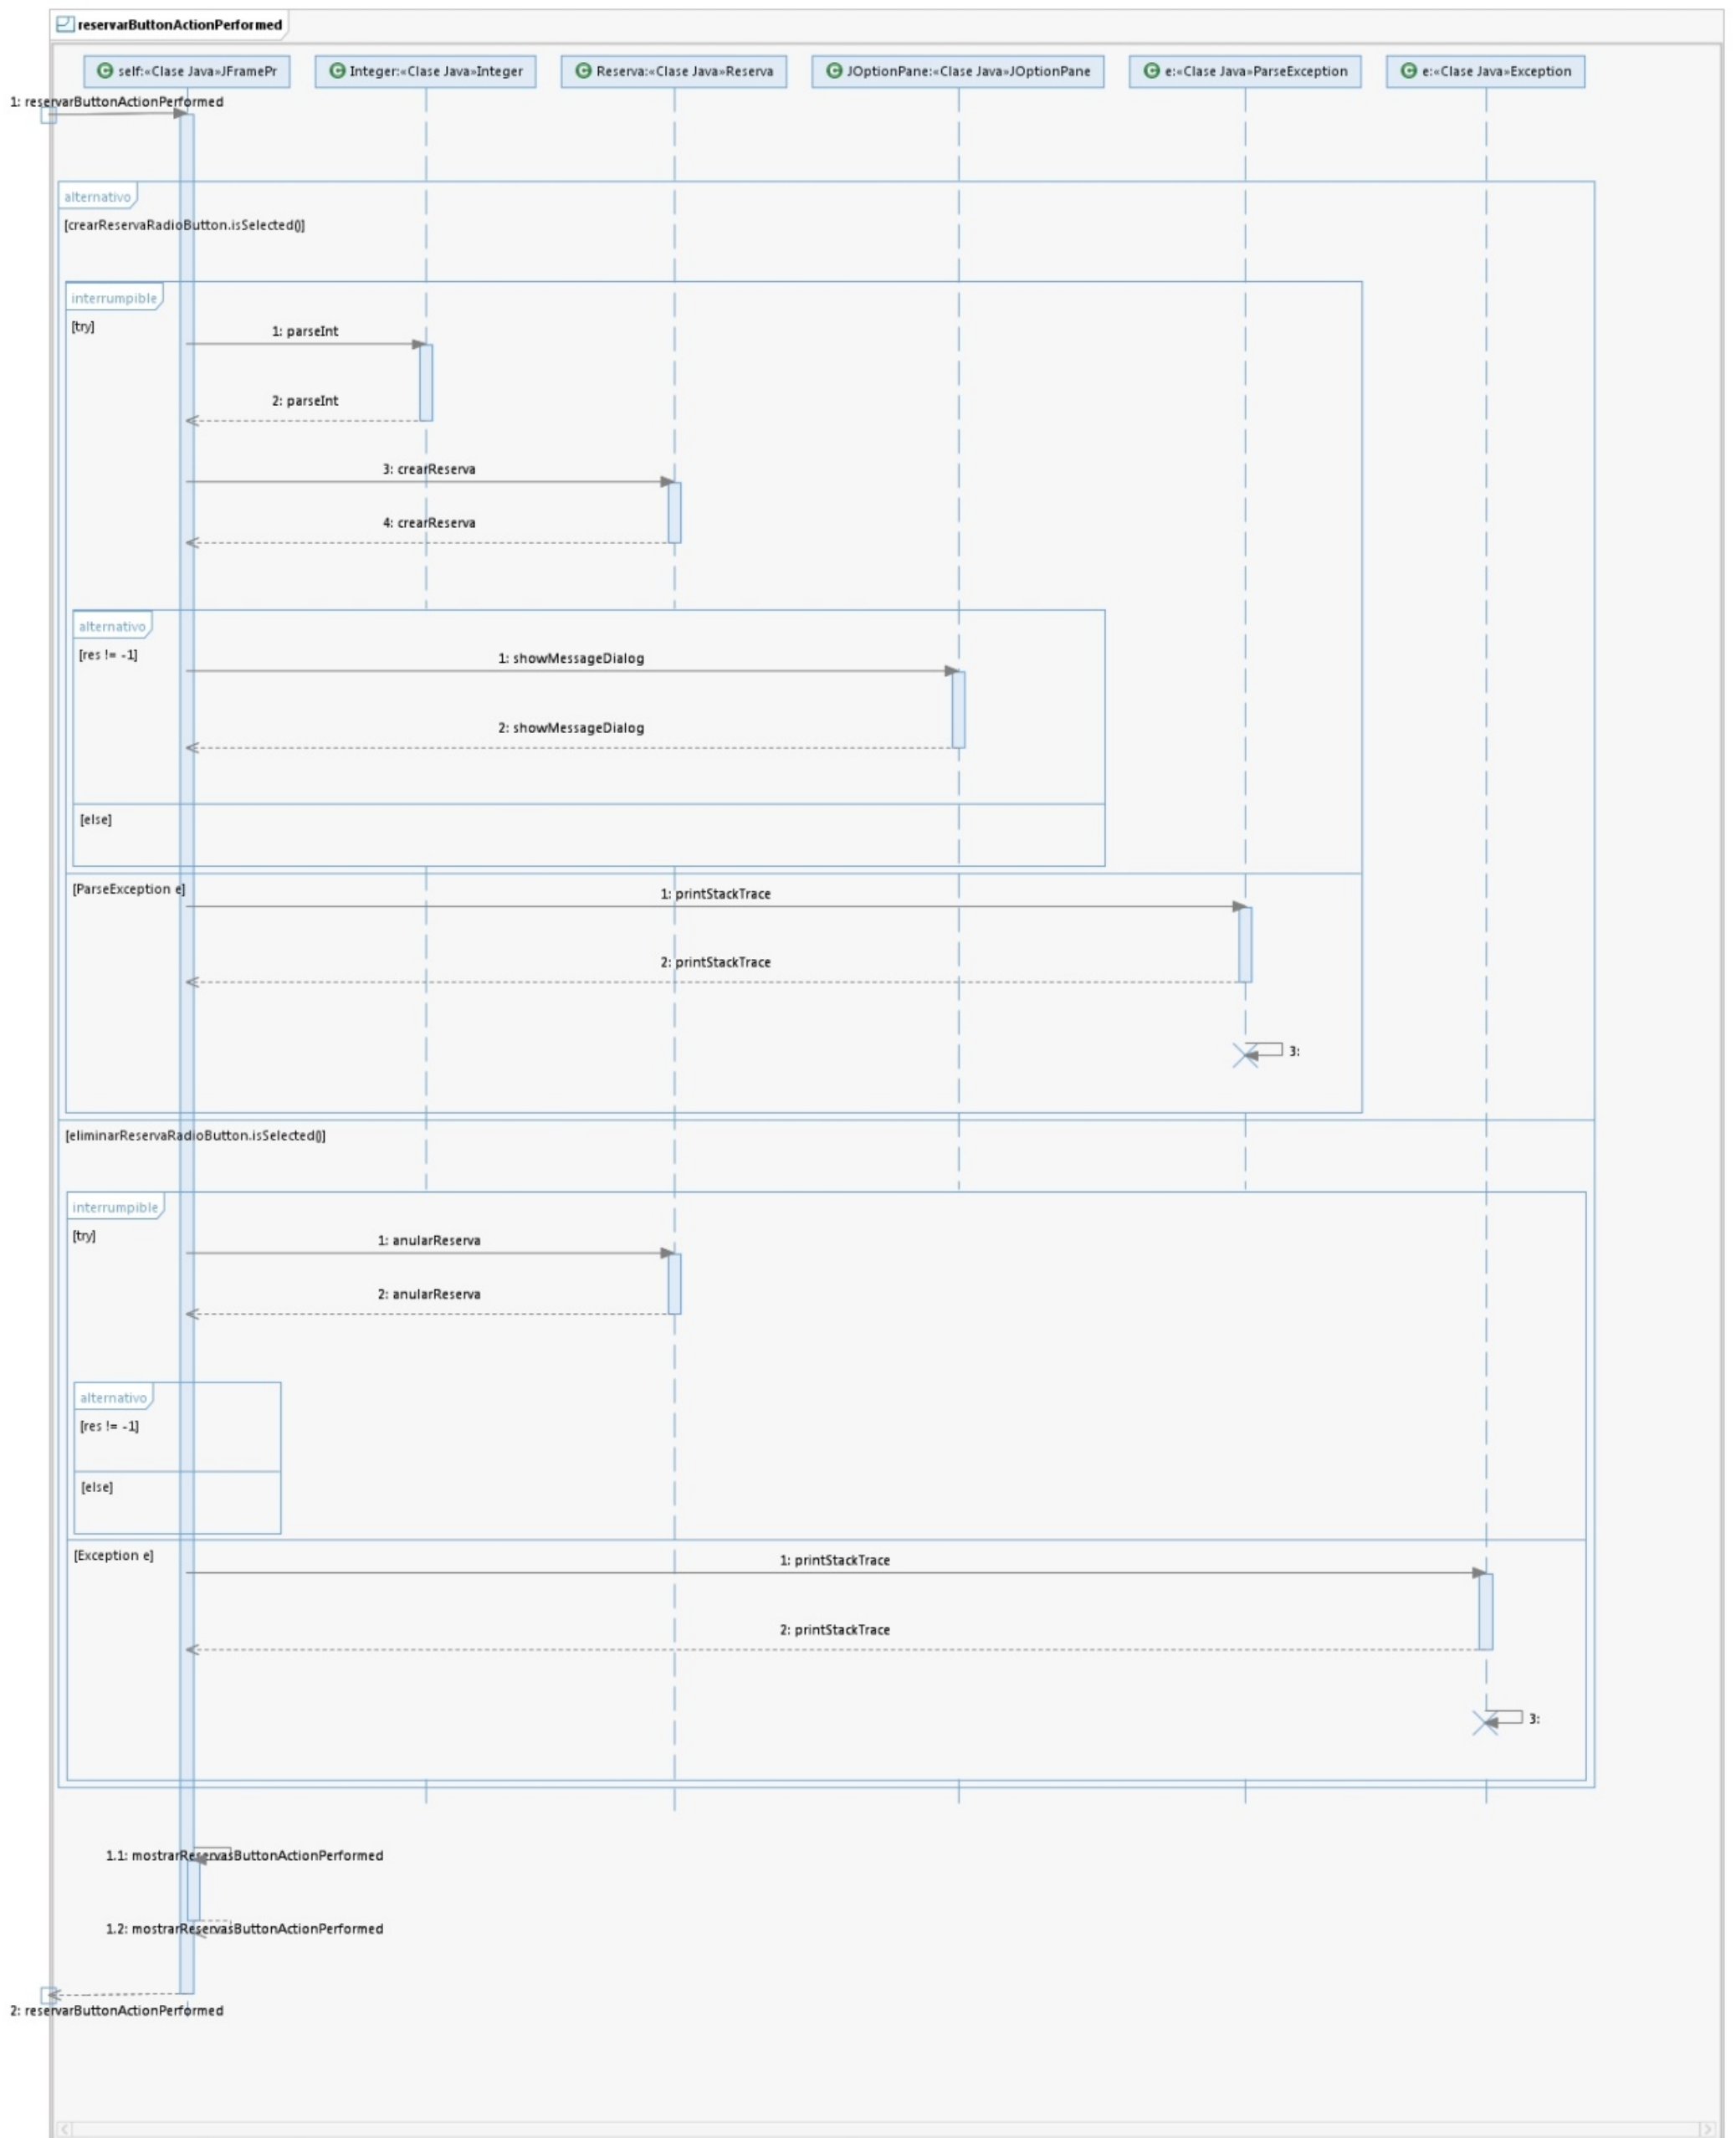 reservarButtonActionPerformed
self:«Clase Java»JFramePr
Integer:«Clase Java»Integer
Reserva:«Clase Java»Reserva
JOptionPane:«Clase Java»JOptionPane
e:«Clase Java»ParseException
e:«Clase Java»Exception
1: reservarButtonActionPerformed
alternativo
[crearReservaRadioButton.isSelected()]
interrumpible
[try]
1: parseInt
2: parseInt
3: crearReserva
4: crearReserva
alternativo
[res != -1]
1: showMessageDialog
2: showMessageDialog
[else]
[ParseException e]
1: printStackTrace
2: printStackTrace
3:
[eliminarReservaRadioButton.isSelected()]
interrumpible
[try]
1: anularReserva
2: anularReserva
alternativo
[res != -1]
[else]
[Exception e]
1: printStackTrace
2: printStackTrace
3:
1.1: mostrarReservasButtonActionPerformed
1.2: mostrarReservasButtonActionPerformed
2: reservarButtonActionPerformed